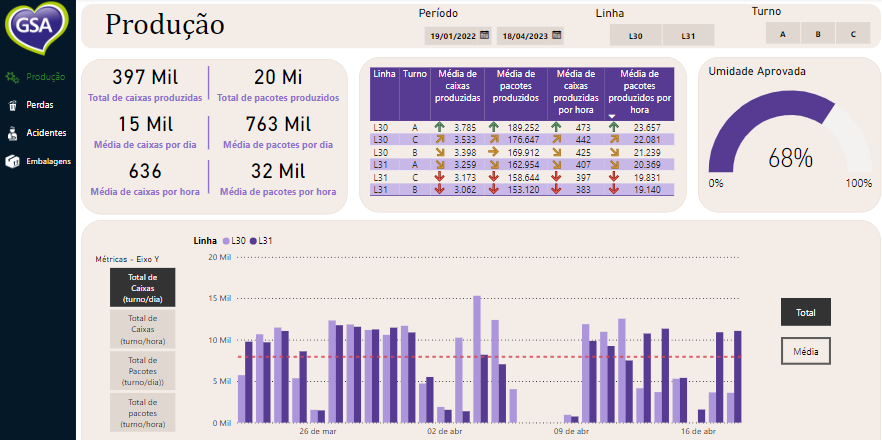 GSA
Produção
Período
Linha
Turno
19/01/2022
18/04/2023
L30
L31
A
B
C
Produção
Perdas
Acidentes
Embalagens
397 Mil
Total de caixas produzidas
20 Mi
Total de pacotes produzidos
15 Mil
Média de caixas por dia
763 Mil
Média de pacotes por dia
636
Média de caixas por hora
32 Mil
Média de pacotes por hora
Linha Turno Média de caixas produzidas Média de pacotes produzidos Média de caixas produzidas por hora Média de pacotes produzidos por hora
L30 A 3.785 189.252 473 23.657
L30 C 3.533 176.647 442 22.081
L30 B 3.398 169.912 425 21.239
L31 A 3.259 162.954 407 20.369
L31 C 3.173 158.644 397 19.831
L31 B 3.062 153.120 383 19.140
Umidade Aprovada
68%
0%
100%
Métricas - Eixo Y
Total de
Caixas
(turno/dia)
Total de
Caixas
(turno/hora)
Total de
Pacotes
(turno/dia))
Total de
pacotes
(turno/hora)
Linha L30 L31
20 Mil
15 Mil
10 Mil
5 Mil
0 Mil
26 de mar
02 de abr
09 de abr
16 de abr
Total
Média